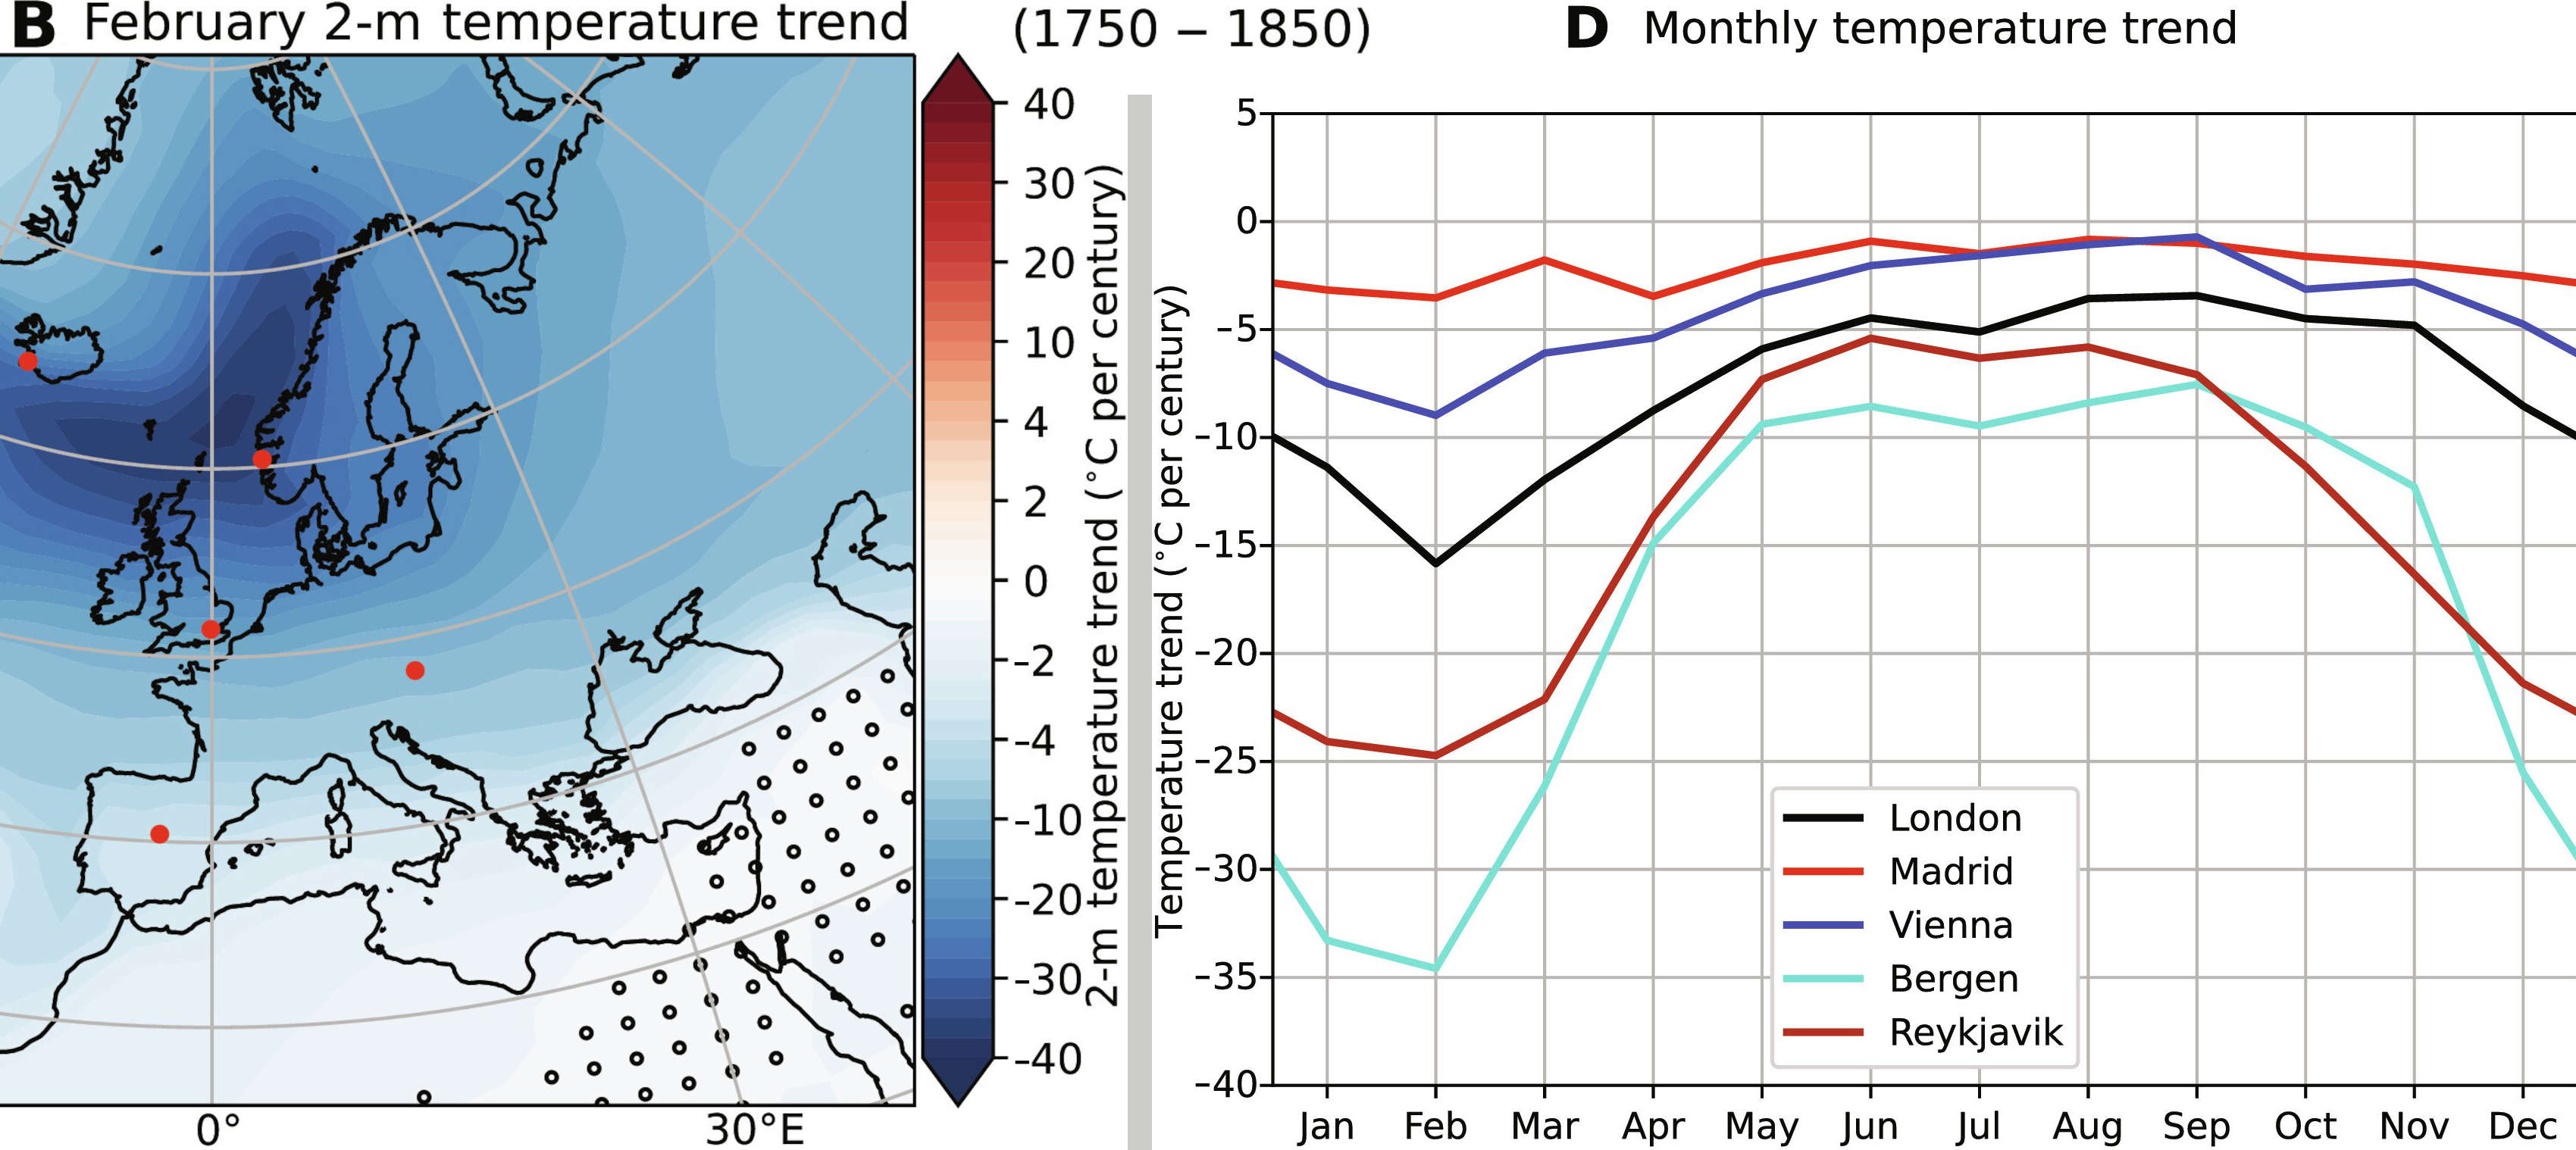 B February 2-m temperature trend (1750 – 1850)
40
30
20
10
4
2
0
-2
-4
-10
-20
-30
-40
2-m temperature trend (°C per century)
0°
30°E
D Monthly temperature trend
5
0
-5
-10
-15
-20
-25
-30
-35
-40
Temperature trend (°C per century)
London
Madrid
Vienna
Bergen
Reykjavik
Jan Feb Mar Apr May Jun Jul Aug Sep Oct Nov Dec